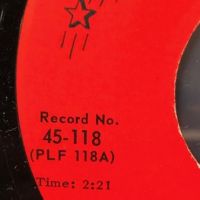 Record No.
45-118
(PLF 118A)
Time: 2:21